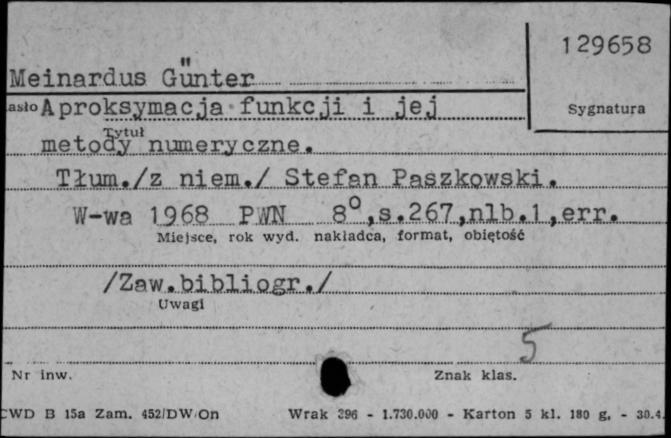 129658
Meinardus Günter
asło Aproksymacja funkcji i jej
Sygnatura
Tytuł
metody numeryczne.
Tłum./z niem./ Stefan Paszkowski.
W-wa 1968 PWN 8°,s.267,nlb.1,err.
Miejsce, rok wyd. nakładca, format, objętość
/Zaw.bibliogr./
Uwagi
5
Nr inw.
Znak klas.
CWD B 15a Zam. 452/DW/On Wrak 396 - 1.730.000 - Karton 5 kl. 180 g. - 30.4.